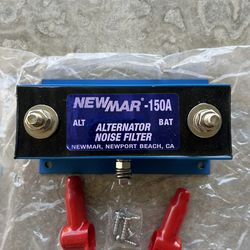 NEWMAR®-150A
ALT BAT
ALTERNATOR
NOISE FILTER
NEWMAR, NEWPORT BEACH, CA